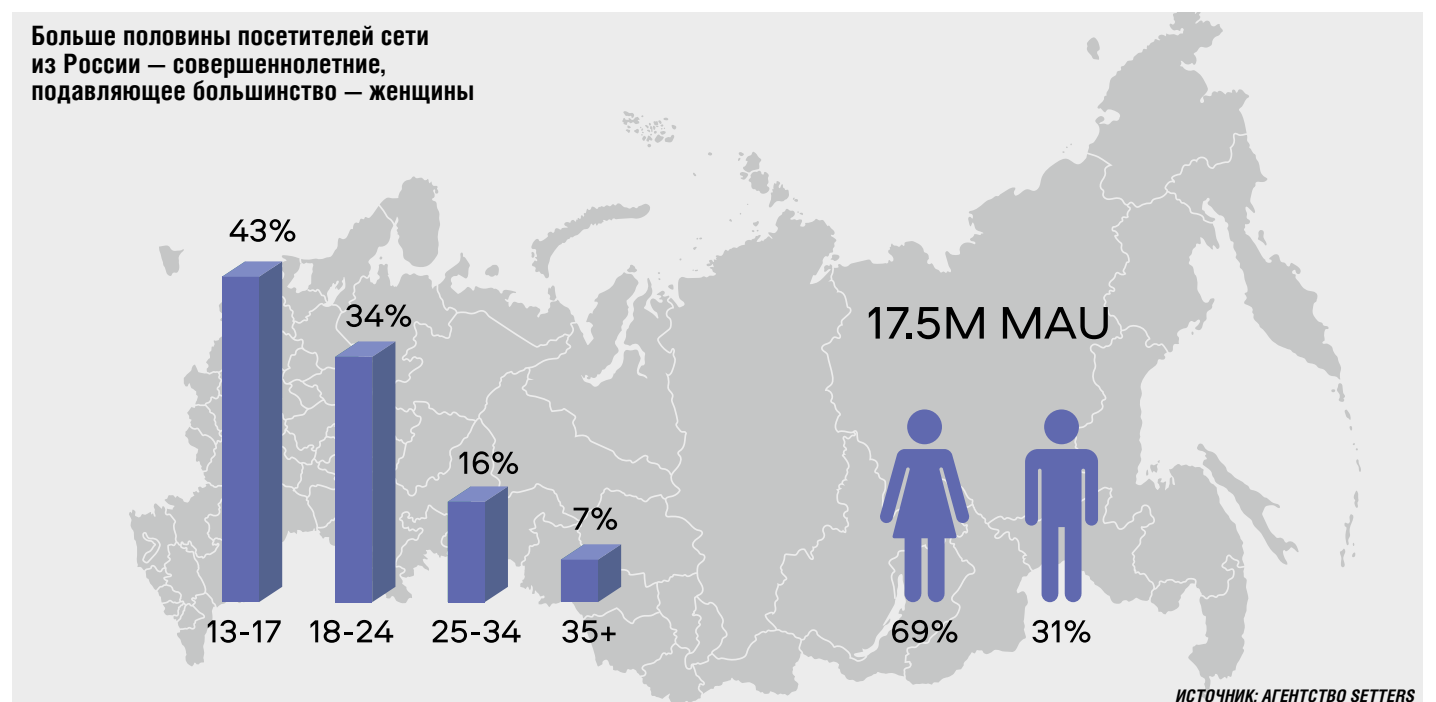 Больше половины посетителей сети
из России — совершеннолетние,
подавляющее большинство — женщины
43%
34%
16%
7%
13-17
18-24
25-34
35+
17.5M MAU
69%
31%
ИСТОЧНИК: АГЕНТСТВО SETTERS